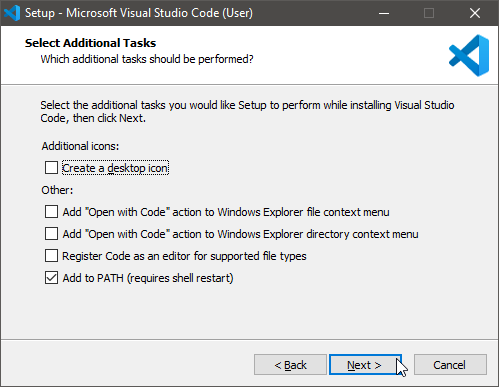 Setup - Microsoft Visual Studio Code (User)
Select Additional Tasks
Which additional tasks should be performed?
Select the additional tasks you would like Setup to perform while installing Visual Studio
Code, then click Next.
Additional icons:
Create a desktop icon
Other:
Add "Open with Code" action to Windows Explorer file context menu
Add "Open with Code" action to Windows Explorer directory context menu
Register Code as an editor for supported file types
Add to PATH (requires shell restart)
< Back
Next >
Cancel